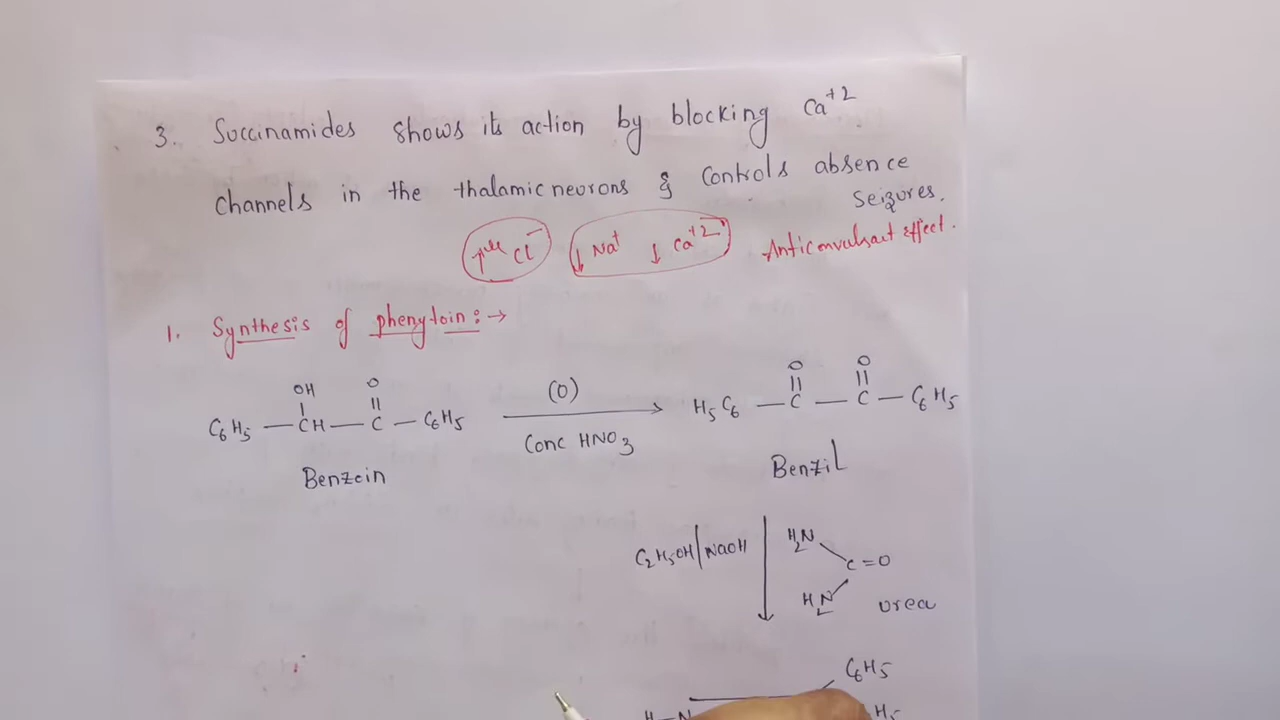 3. Succinamides shows its action by blocking Ca+2
channels in the thalamic neurons & controls absence
seizures.
Cl- ↓ Na+ ↓ Ca+2 Anticonvulsant effect.
1. Synthesis of phenytoin :→
OH O (O) O O
C6H5 — CH — C — C6H5 → H5C6 — C — C — C6H5
Conc HNO3
Benzoin Benzil
C2H5OH/NaOH H2N
C=O
H2N urea
C6H5
H N H5